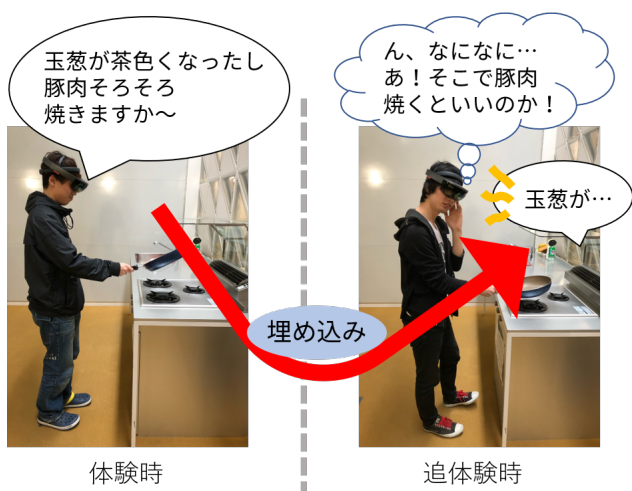 玉葱が茶色くなったし
豚肉そろそろ
焼きますか～
ん、なになに…
あ！そこで豚肉
焼くといいのか！
玉葱が…
埋め込み
体験時
追体験時